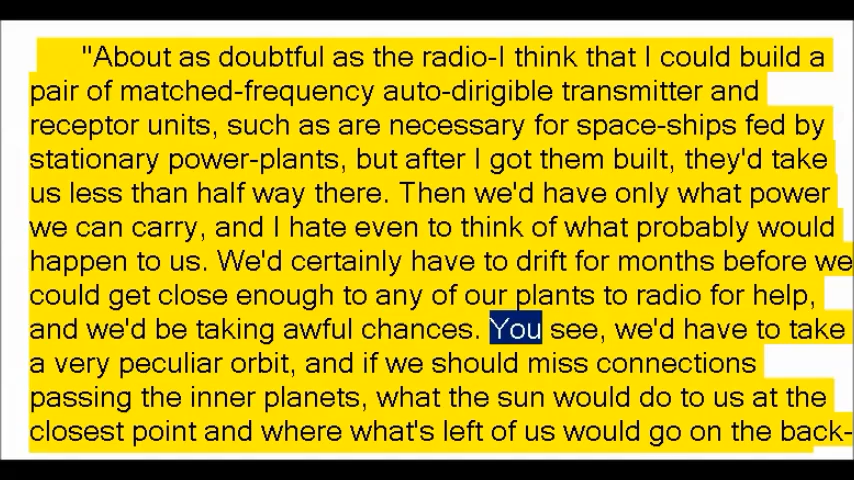 "About as doubtful as the radio-I think that I could build a
pair of matched-frequency auto-dirigible transmitter and
receptor units, such as are necessary for space-ships fed by
stationary power-plants, but after I got them built, they'd take
us less than half way there. Then we'd have only what power
we can carry, and I hate even to think of what probably would
happen to us. We'd certainly have to drift for months before we
could get close enough to any of our plants to radio for help,
and we'd be taking awful chances. You see, we'd have to take
a very peculiar orbit, and if we should miss connections
passing the inner planets, what the sun would do to us at the
closest point and where what's left of us would go on the back-